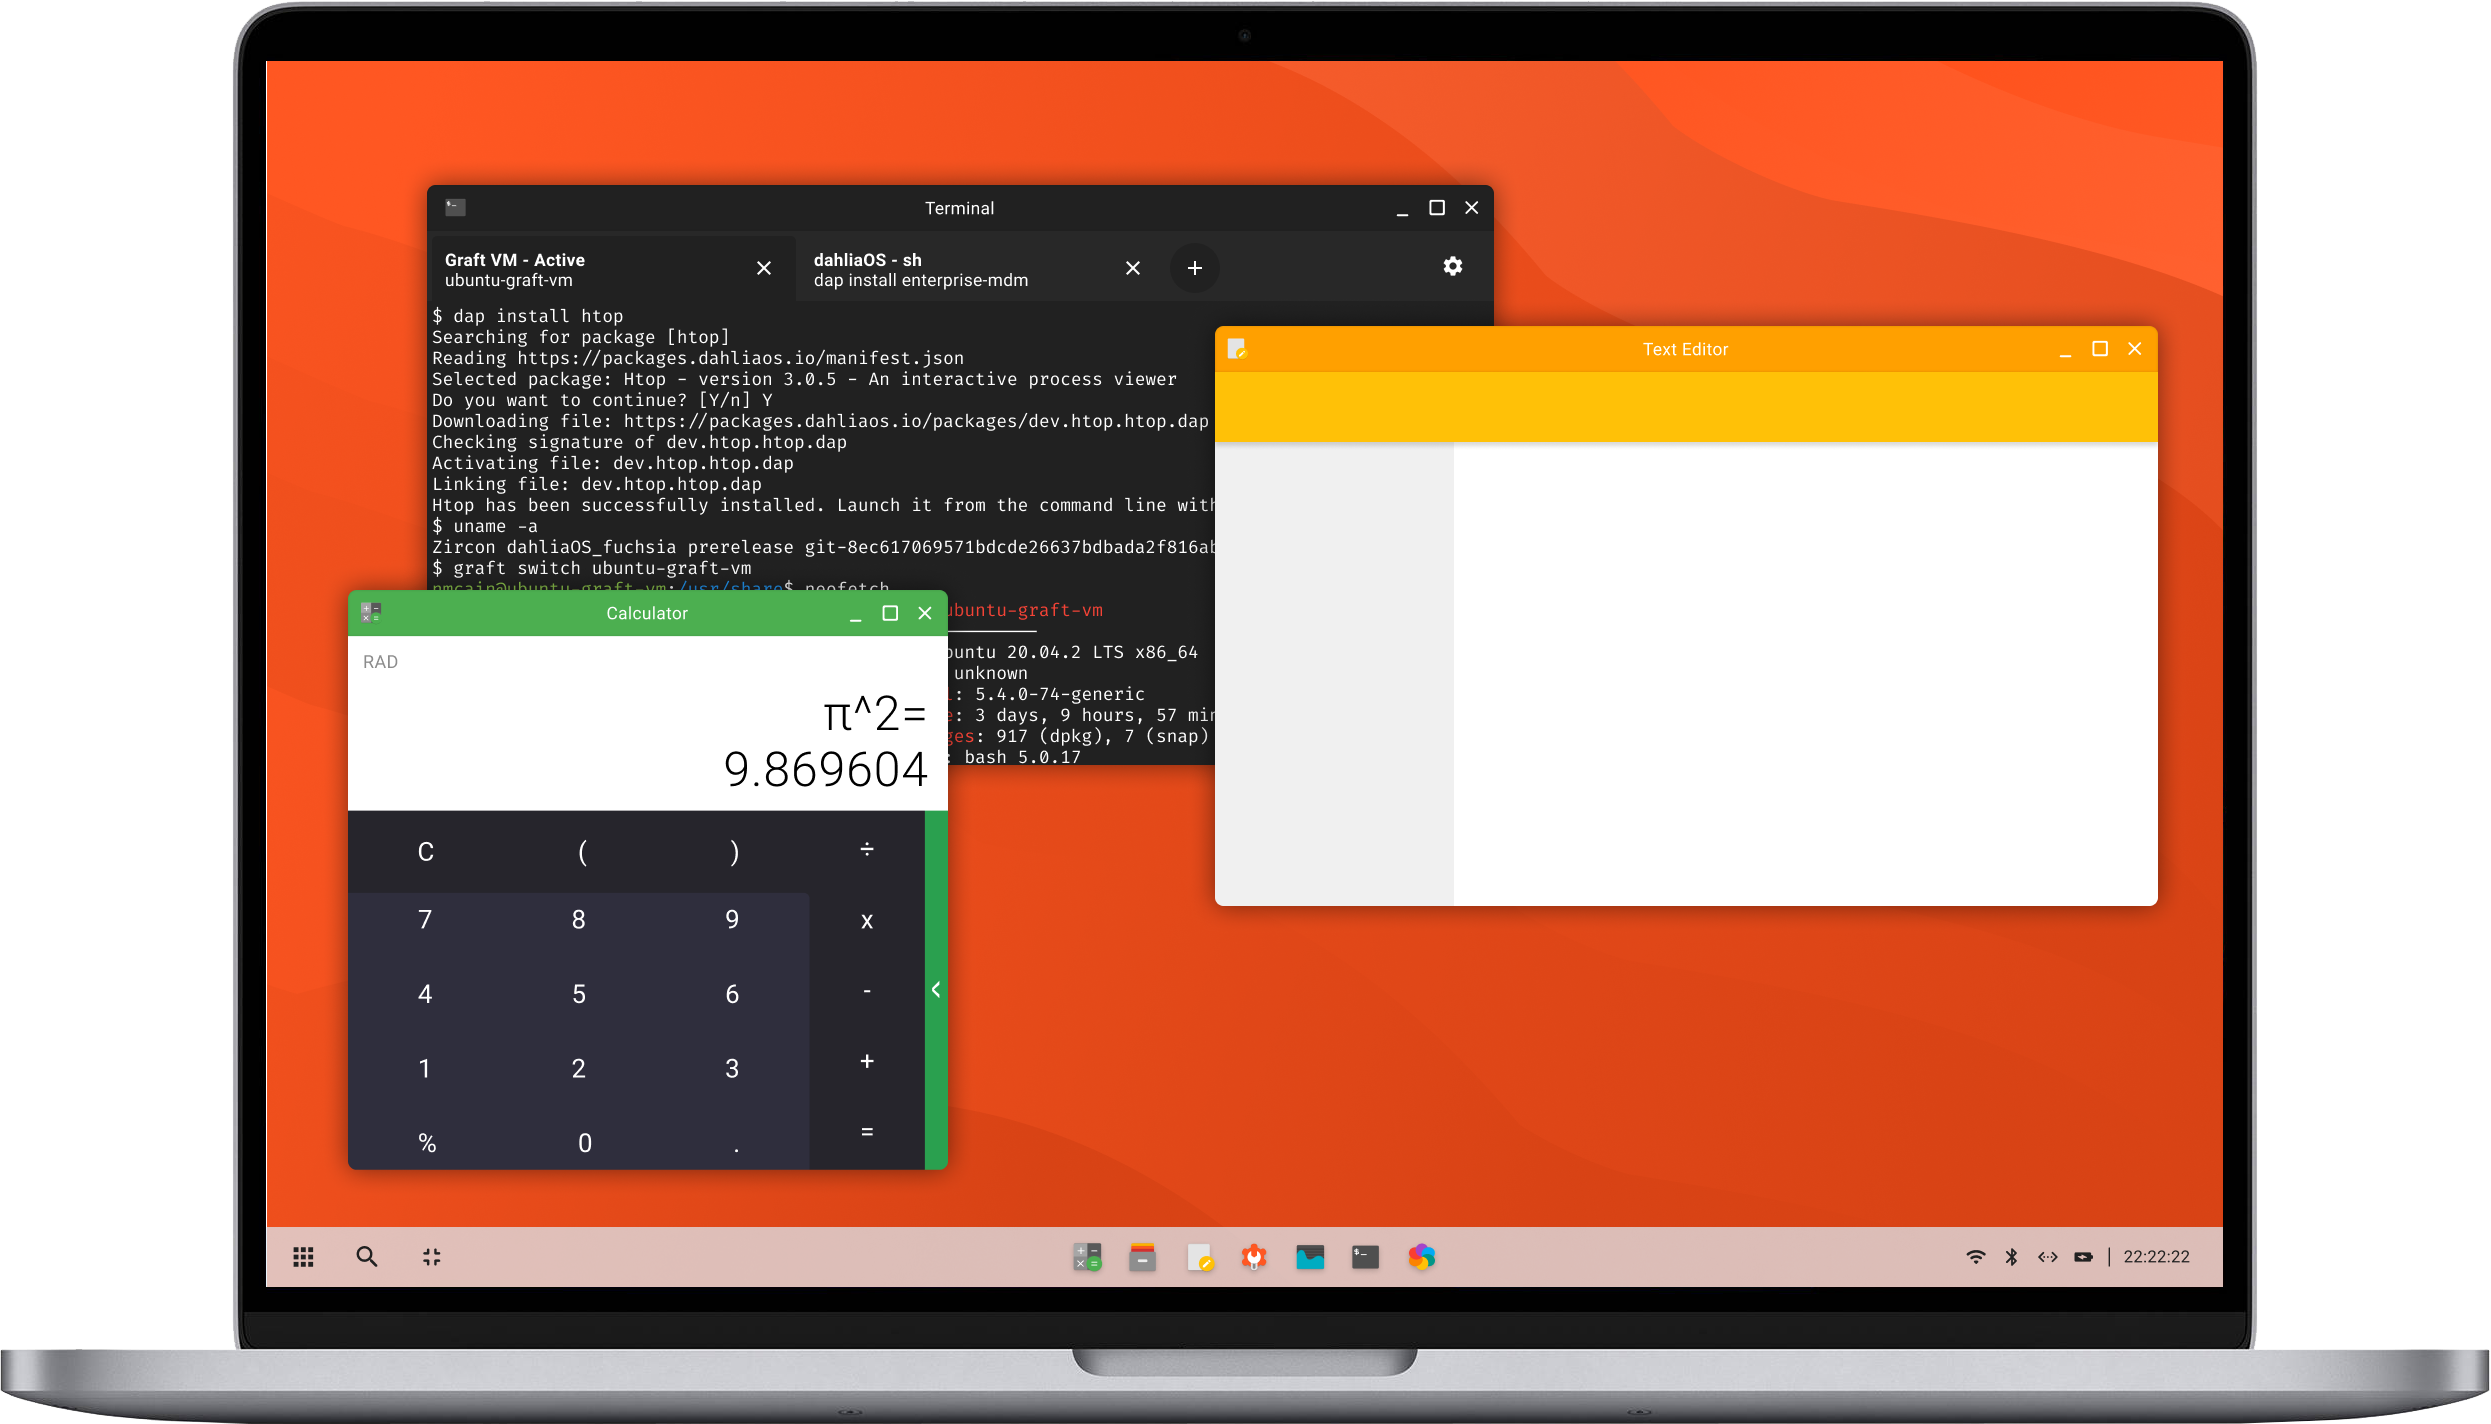 Terminal
Graft VM - Active
ubuntu-graft-vm
dahliaOS - sh
dap install enterprise-mdm
$ dap install htop
Searching for package [htop]
Reading https://packages.dahliaos.io/manifest.json
Selected package: Htop - version 3.0.5 - An interactive process viewer
Do you want to continue? [Y/n] Y
Downloading file: https://packages.dahliaos.io/packages/dev.htop.htop.dap
Checking signature of dev.htop.htop.dap
Activating file: dev.htop.htop.dap
Linking file: dev.htop.htop.dap
Htop has been successfully installed. Launch it from the command line with
$ uname -a
Zircon dahliaOS_fuchsia prerelease git-8ec617069571bdcde26637bdbada2f816ab
$ graft switch ubuntu-graft-vm
nmcain@ubuntu-graft-vm:/usr/share$ neofetch
ubuntu-graft-vm
buntu 20.04.2 LTS x86_64
unknown
l: 5.4.0-74-generic
e: 3 days, 9 hours, 57 min
ges: 917 (dpkg), 7 (snap)
: bash 5.0.17
Text Editor
Calculator
RAD
π^2=
9.869604
C ( ) ÷
7 8 9 x
4 5 6 -
1 2 3 +
% 0 . =
22:22:22